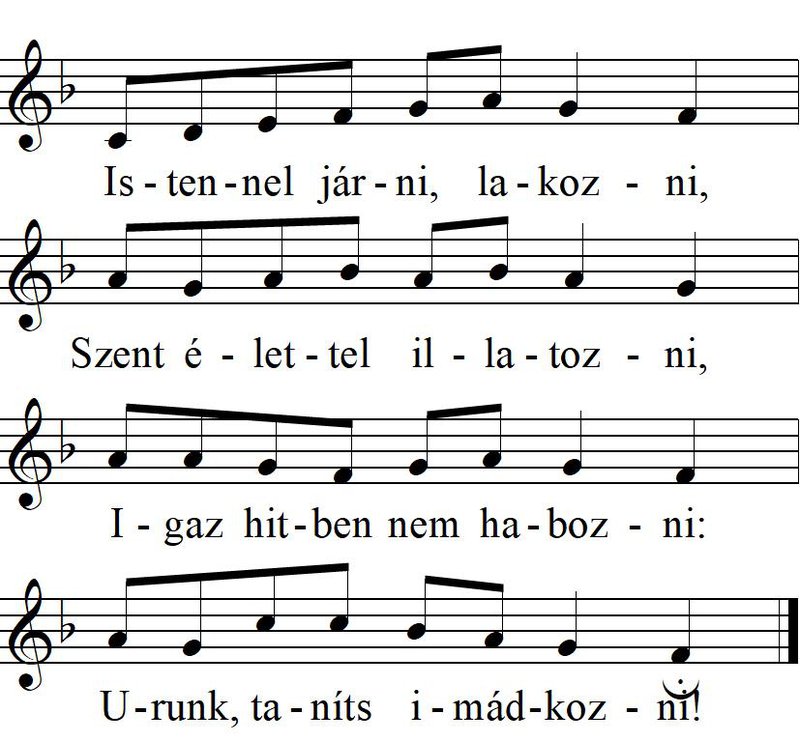 Is - ten - nel jár - ni, la - koz - ni,
Szent é - let - tel il - la - toz - ni,
I - gaz hit - ben nem ha - boz - ni:
U - runk, ta - níts i - mád - koz - ni!